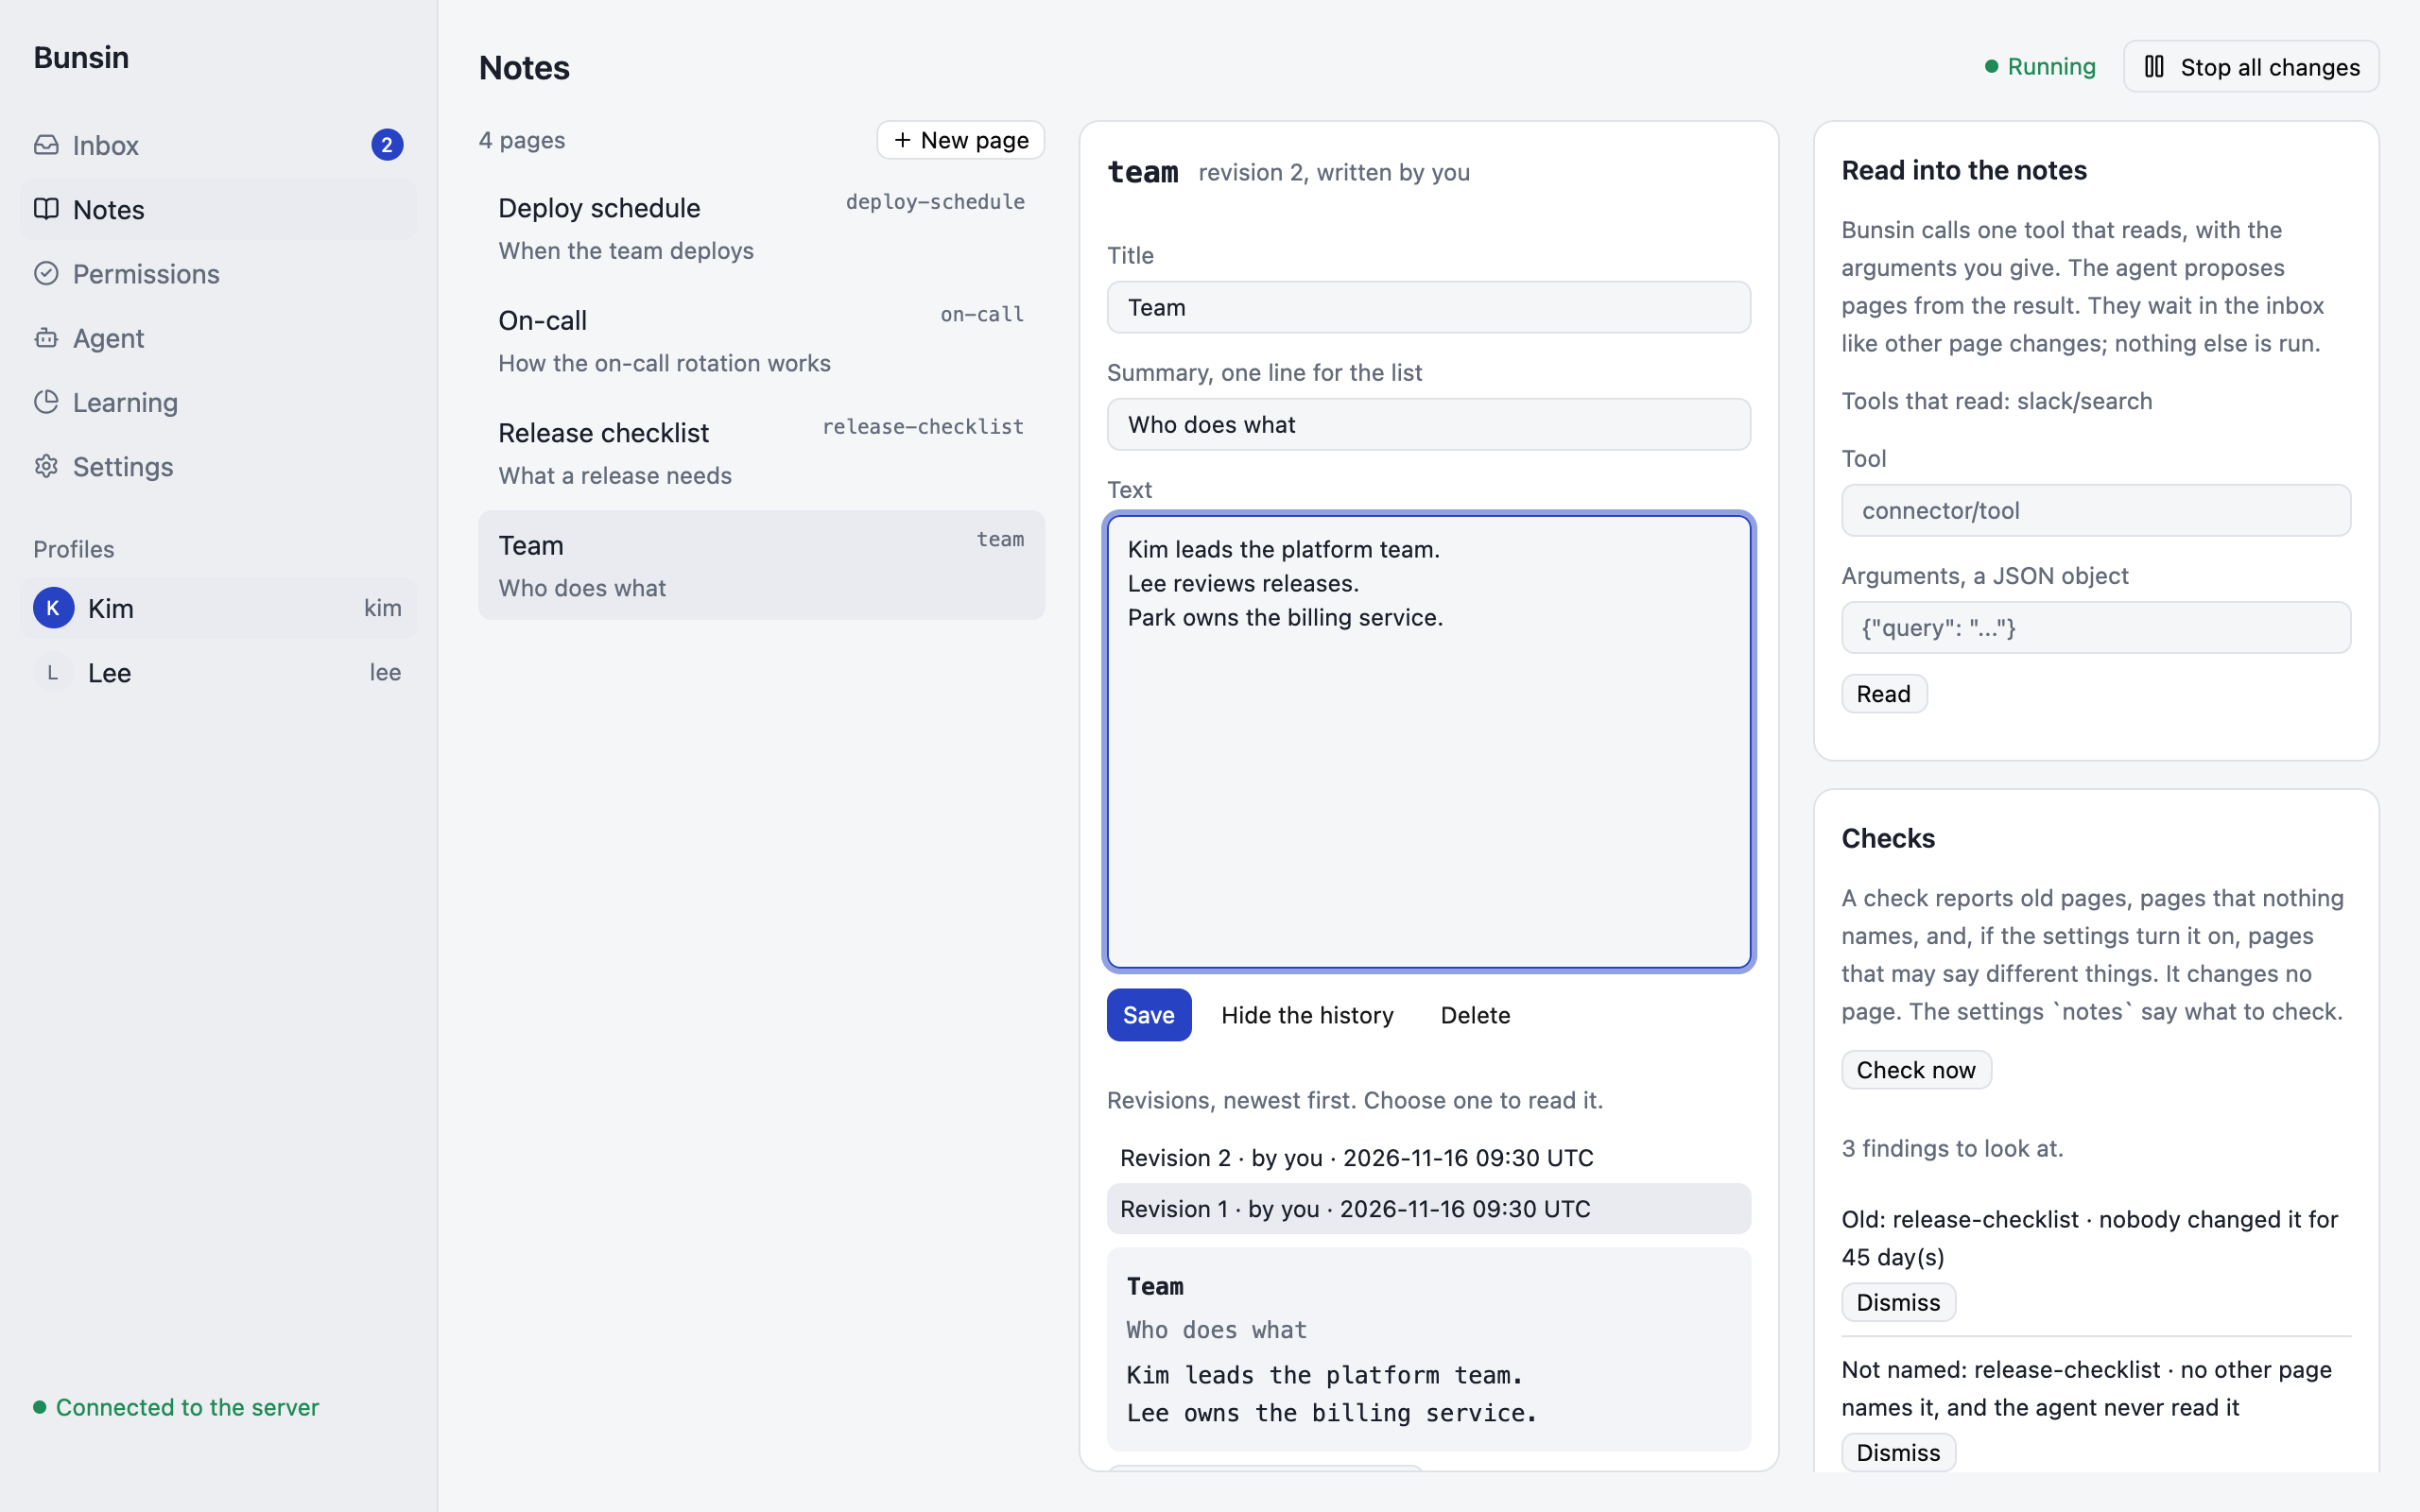 Bunsin
Inbox 2
Notes
Permissions
Agent
Learning
Settings
Profiles
K Kim kim
L Lee lee
Connected to the server
Notes
Running
Stop all changes
4 pages
+ New page
Deploy schedule deploy-schedule
When the team deploys
On-call on-call
How the on-call rotation works
Release checklist release-checklist
What a release needs
Team team
Who does what
team revision 2, written by you
Title
Team
Summary, one line for the list
Who does what
Text
Kim leads the platform team.
Lee reviews releases.
Park owns the billing service.
Save Hide the history Delete
Revisions, newest first. Choose one to read it.
Revision 2 · by you · 2026-11-16 09:30 UTC
Revision 1 · by you · 2026-11-16 09:30 UTC
Team
Who does what
Kim leads the platform team.
Lee owns the billing service.
Read into the notes
Bunsin calls one tool that reads, with the
arguments you give. The agent proposes
pages from the result. They wait in the inbox
like other page changes; nothing else is run.
Tools that read: slack/search
Tool
connector/tool
Arguments, a JSON object
{"query": "..."}
Read
Checks
A check reports old pages, pages that nothing
names, and, if the settings turn it on, pages
that may say different things. It changes no
page. The settings `notes` say what to check.
Check now
3 findings to look at.
Old: release-checklist · nobody changed it for
45 day(s)
Dismiss
Not named: release-checklist · no other page
names it, and the agent never read it
Dismiss